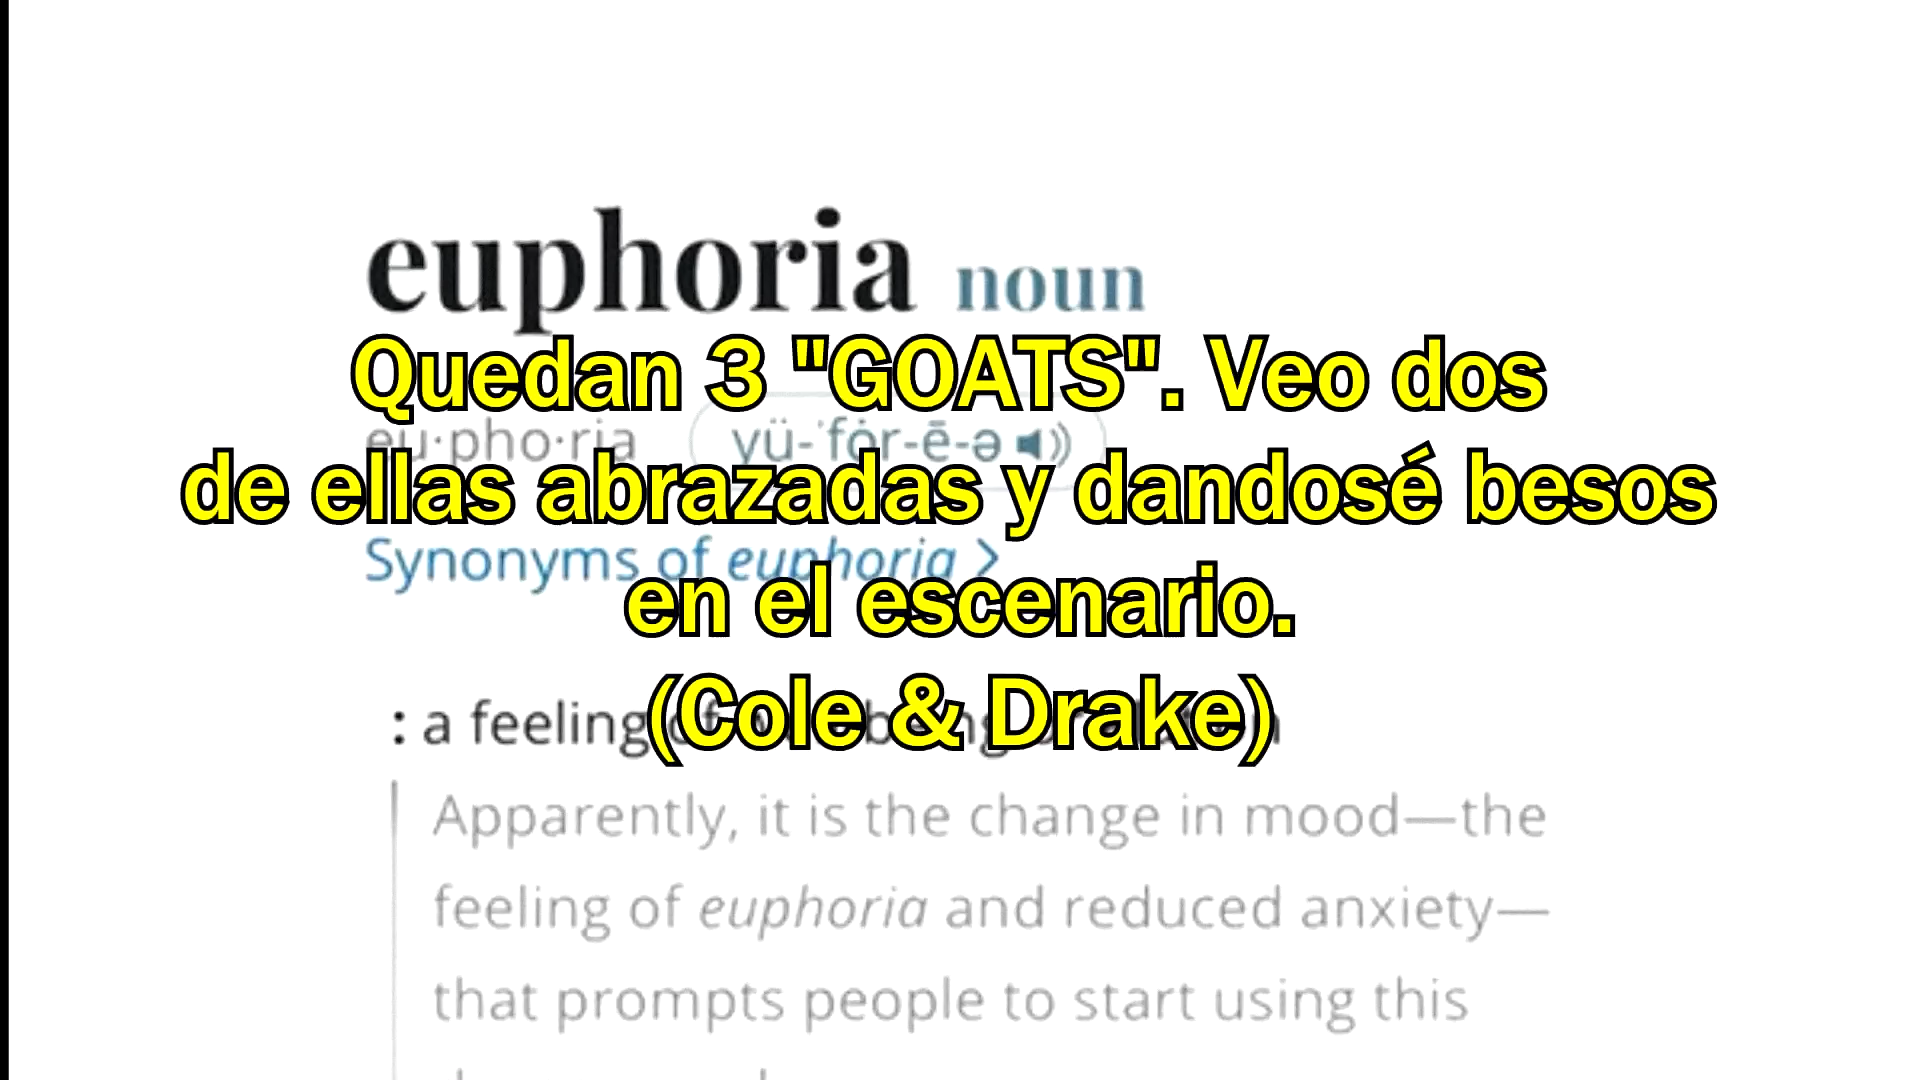 euphoria noun
Quedan 3 "GOATS". Veo dos
eu·pho·ria yü-ˈfȯr-ē-ə
de ellas abrazadas y dandosé besos
Synonyms of euphoria >
en el escenario.
(Cole & Drake)
: a feeling of
Apparently, it is the change in mood—the
feeling of euphoria and reduced anxiety—
that prompts people to start using this